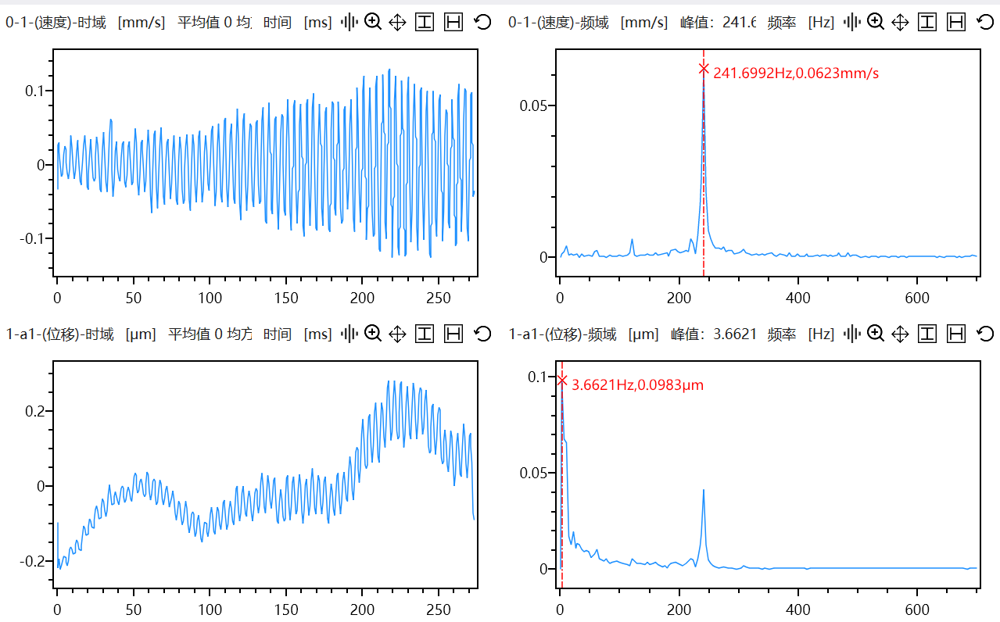 0-1-(速度)-时域 [mm/s] 平均值 0 均 时间 [ms]
0-1-(速度)-频域 [mm/s] 峰值: 241.6 频率 [Hz]
0.1
0
-0.1
0 50 100 150 200 250
241.6992Hz,0.0623mm/s
0.05
0
0 200 400 600
1-a1-(位移)-时域 [μm] 平均值 0 均方 时间 [ms]
1-a1-(位移)-频域 [μm] 峰值: 3.6621 频率 [Hz]
0.2
0
-0.2
0 50 100 150 200 250
0.1
3.6621Hz,0.0983μm
0.05
0
0 200 400 600